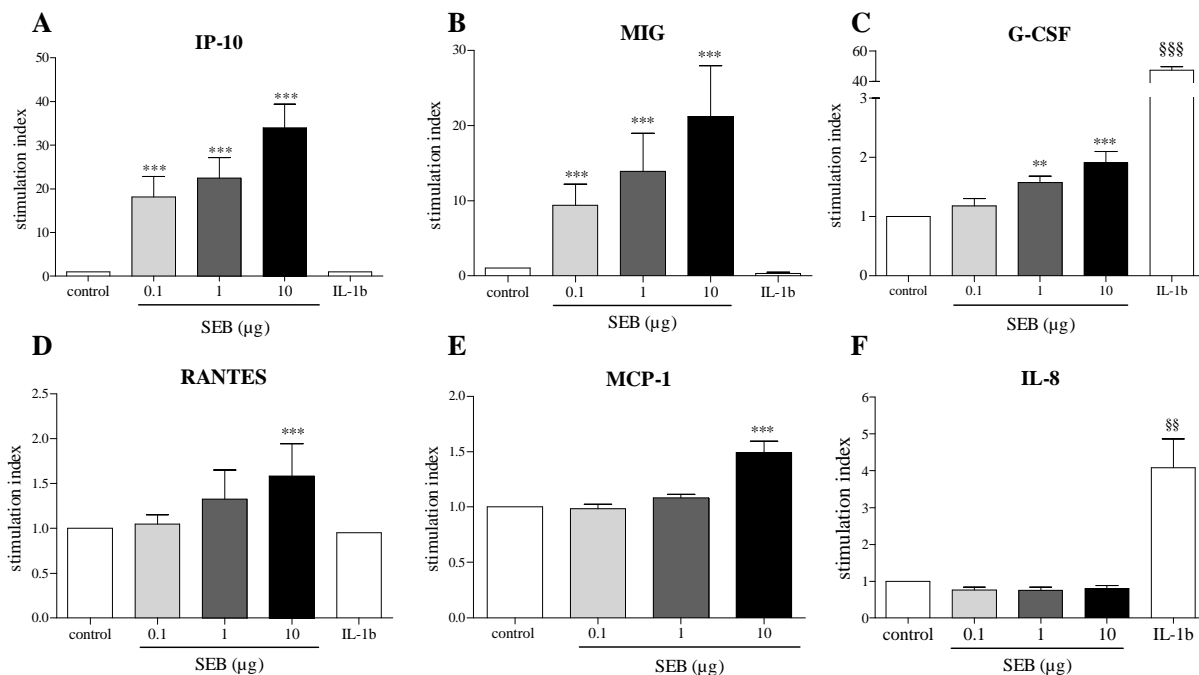 A
IP-10
stimulation index
50
40
30
20
10
0
***
***
***
control
0.1
1
10
IL-1b
SEB (µg)
B
MIG
stimulation index
30
20
10
0
***
***
***
control
0.1
1
10
IL-1b
SEB (µg)
C
G-CSF
stimulation index
60
40
3
2
1
0
**
***
§§§
control
0.1
1
10
IL-1b
SEB (µg)
D
RANTES
stimulation index
2.5
2.0
1.5
1.0
0.5
0.0
***
control
0.1
1
10
IL-1b
SEB (µg)
E
MCP-1
stimulation index
2.0
1.5
1.0
0.5
0.0
***
control
0.1
1
10
SEB (µg)
F
IL-8
stimulation index
6
5
4
3
2
1
0
§§
control
0.1
1
10
IL-1b
SEB (µg)